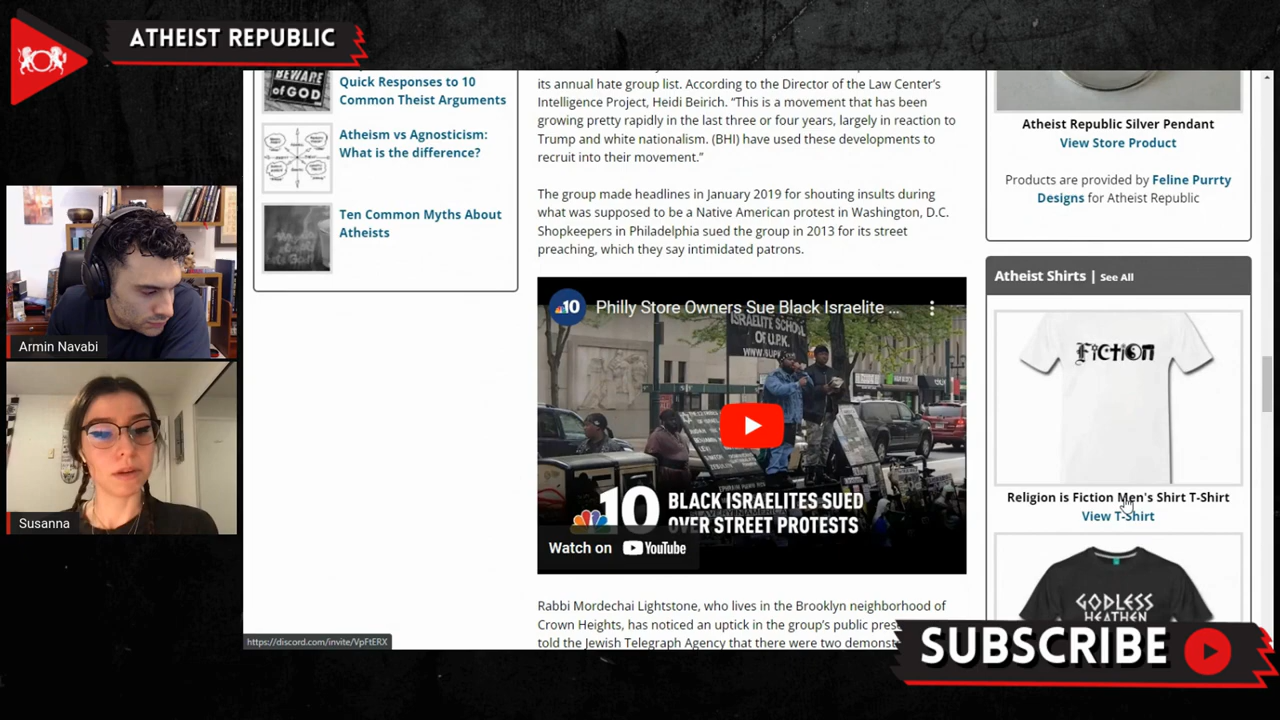 ATHEIST REPUBLIC
BEWARE
of GOD
Quick Responses to 10
Common Theist Arguments
Atheism vs Agnosticism:
What is the difference?
Ten Common Myths About
Atheists
its annual hate group list. According to the Director of the Law Center's
Intelligence Project, Heidi Beirich. "This is a movement that has been
growing pretty rapidly in the last three or four years, largely in reaction to
Trump and white nationalism. (BHI) have used these developments to
recruit into their movement."
The group made headlines in January 2019 for shouting insults during
what was supposed to be a Native American protest in Washington, D.C.
Shopkeepers in Philadelphia sued the group in 2013 for its street
preaching, which they say intimidated patrons.
10
Philly Store Owners Sue Black Israelite ...
ISRAELITE SCHOOL
OF U.P.K.
10 BLACK ISRAELITES SUED
OVER STREET PROTESTS
Watch on YouTube
Rabbi Mordechai Lightstone, who lives in the Brooklyn neighborhood of
Crown Heights, has noticed an uptick in the group's public
told the Jewish Telegraph Agency that there were two
Atheist Republic Silver Pendant
View Store Product
Products are provided by Feline Purrty
Designs for Atheist Republic
Atheist Shirts | See All
Fiction
Religion is Fiction Men's Shirt T-Shirt
View T-Shirt
GODLESS
HEATHEN
Armin Navabi
Susanna
https://discord.com/invite/VpFtERX
SUBSCRIBE